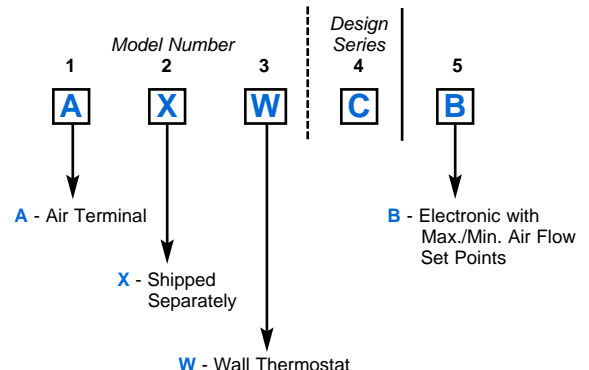 Design
Model Number Series
1 2 3 4 5
A X W C B
A - Air Terminal
B - Electronic with
Max./Min. Air Flow
Set Points
X - Shipped
Separately
W - Wall Thermostat